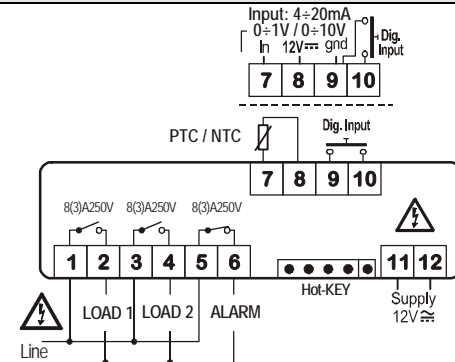 Input: 4÷20mA
0÷1V / 0÷10V
In 12V⎓ gnd
Dig.
Input
7 8 9 10
PTC / NTC
Dig. Input
7 8 9 10
8(3)A250V 8(3)A250V 8(3)A250V
1 2 3 4 5 6
11 12
Hot-KEY
LOAD 1 LOAD 2 ALARM
Supply
12V≂
Line